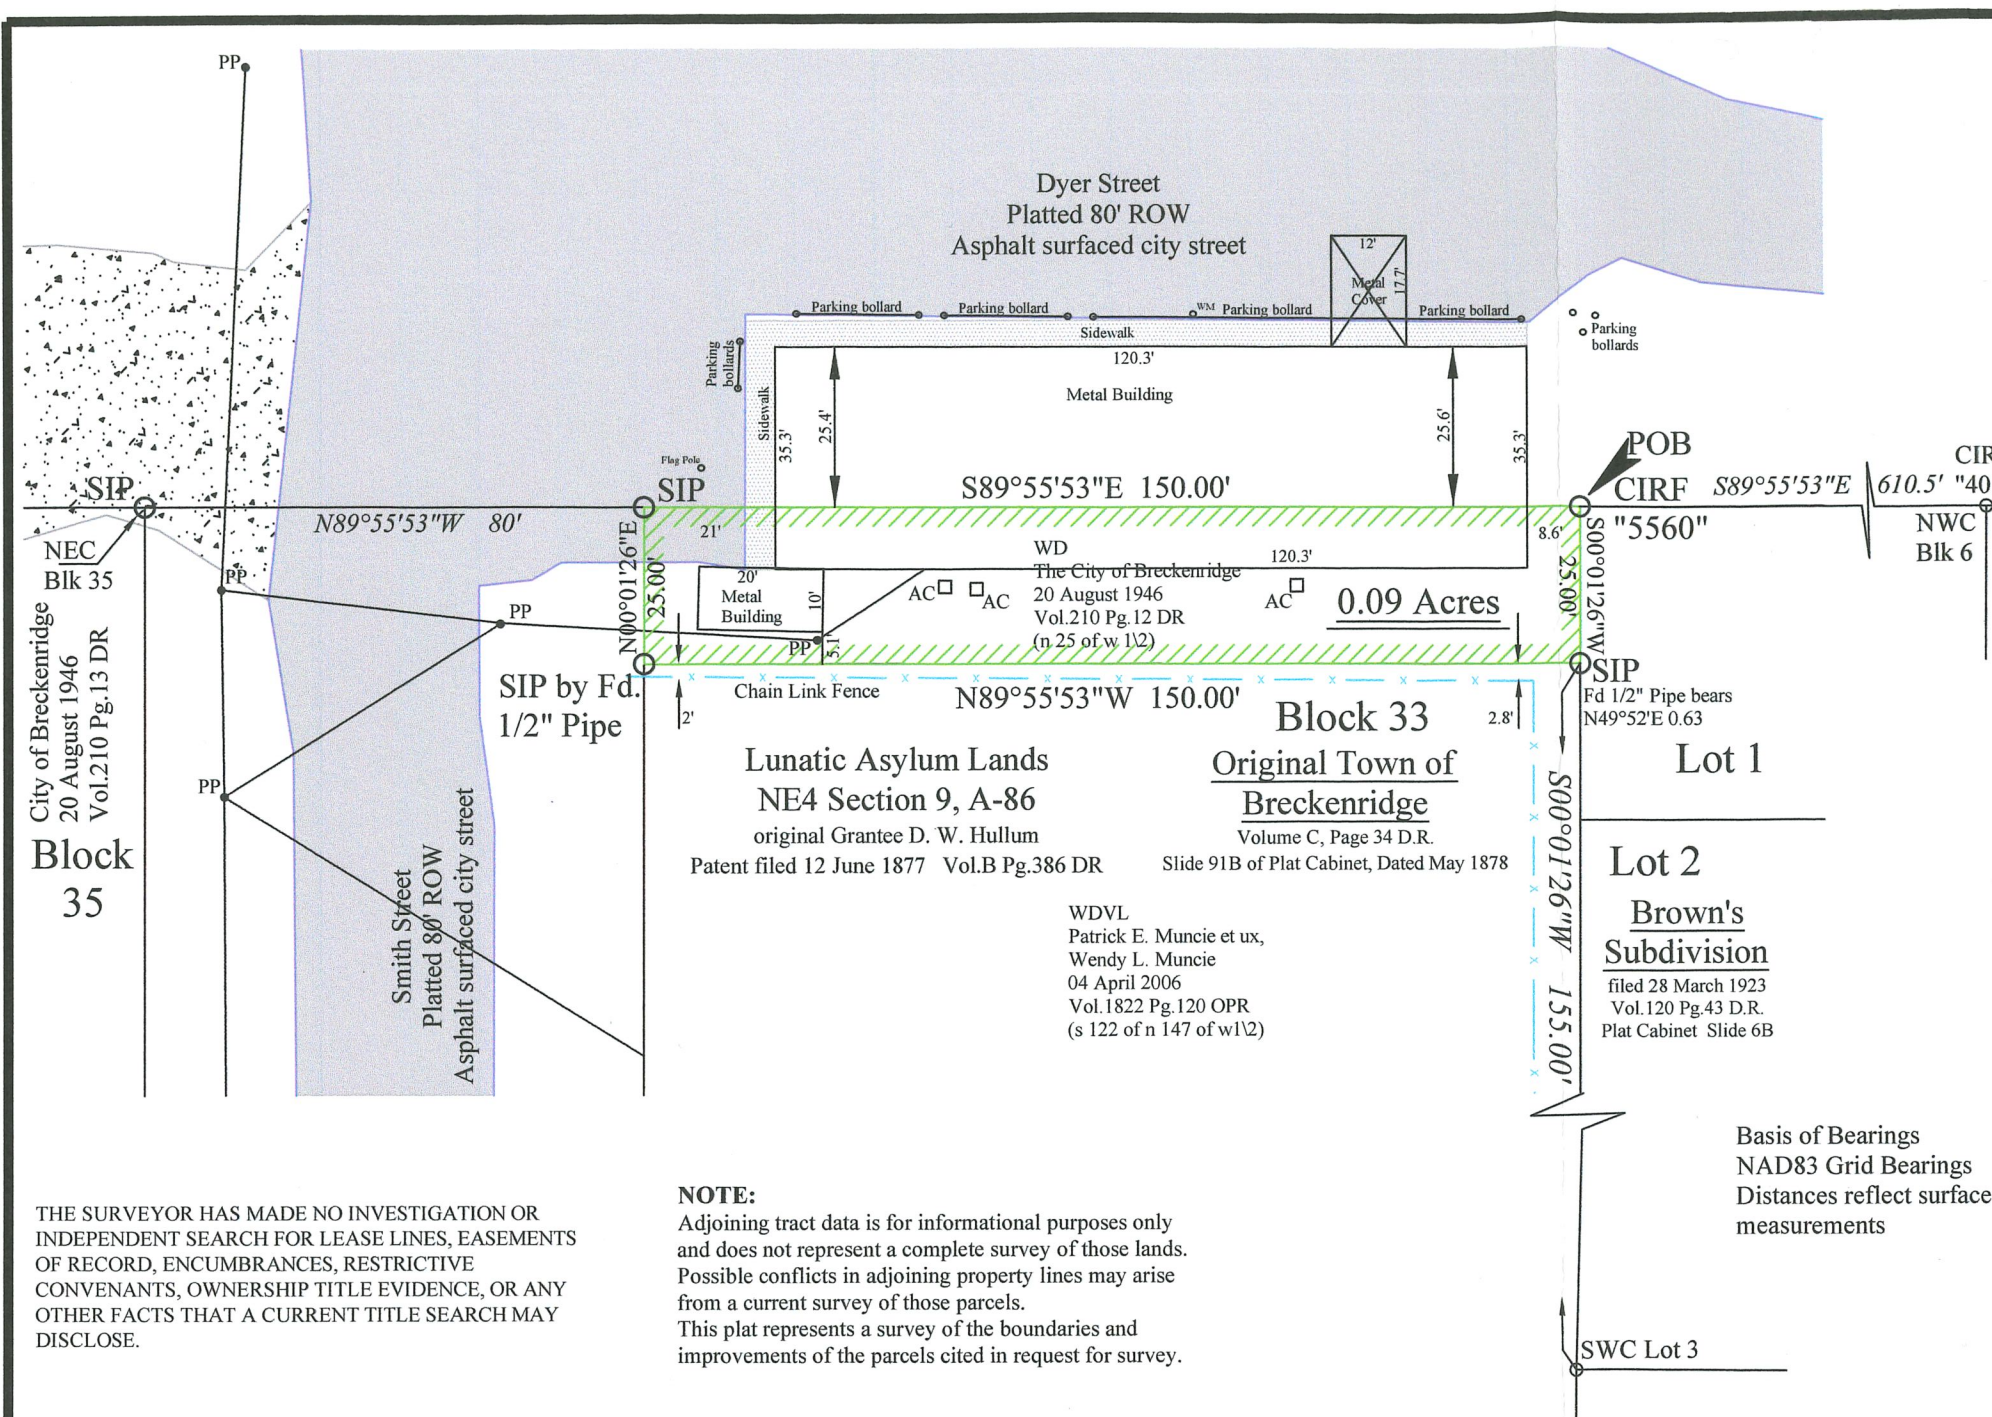 PP
Dyer Street
Platted 80' ROW
Asphalt surfaced city street
12'
Metal
Cover
17.7'
Parking bollard
Parking bollard
WM
Parking bollard
Parking bollard
Parking
bollards
Sidewalk
120.3'
Parking
bollards
Sidewalk
Metal Building
35.3'
25.4'
25.6'
35.3'
Flag Pole
POB
SIP
SIP
S89°55'53"E 150.00'
CIRF
"5560"
S89°55'53"E
610.5'
CIR
"40
N89°55'53"W 80'
21'
8.6'
NWC
Blk 6
NEC
Blk 35
PP
N00°01'26"E
25.00'
WD
The City of Breckenridge
20 August 1946
Vol.210 Pg.12 DR
(n 25 of w 1\2)
120.3'
S00°01'26"W
25.00'
20'
Metal
Building
10'
AC
AC
AC
0.09 Acres
PP
PP
5.1'
City of Breckenridge
20 August 1946
Vol.210 Pg.13 DR
SIP by Fd.
1/2" Pipe
Chain Link Fence
2'
N89°55'53"W 150.00'
2.8'
SIP
Fd 1/2" Pipe bears
N49°52'E 0.63
Block 33
Original Town of
Breckenridge
Volume C, Page 34 D.R.
Slide 91B of Plat Cabinet, Dated May 1878
Lunatic Asylum Lands
NE4 Section 9, A-86
original Grantee D. W. Hullum
Patent filed 12 June 1877 Vol.B Pg.386 DR
PP
Block
35
Smith Street
Platted 80' ROW
Asphalt surfaced city street
Lot 1
Lot 2
Brown's
Subdivision
filed 28 March 1923
Vol.120 Pg.43 D.R.
Plat Cabinet Slide 6B
S00°01'26"W 155.00'
WDVL
Patrick E. Muncie et ux,
Wendy L. Muncie
04 April 2006
Vol.1822 Pg.120 OPR
(s 122 of n 147 of w1\2)
Basis of Bearings
NAD83 Grid Bearings
Distances reflect surface
measurements
THE SURVEYOR HAS MADE NO INVESTIGATION OR
INDEPENDENT SEARCH FOR LEASE LINES, EASEMENTS
OF RECORD, ENCUMBRANCES, RESTRICTIVE
CONVENANTS, OWNERSHIP TITLE EVIDENCE, OR ANY
OTHER FACTS THAT A CURRENT TITLE SEARCH MAY
DISCLOSE.
NOTE:
Adjoining tract data is for informational purposes only
and does not represent a complete survey of those lands.
Possible conflicts in adjoining property lines may arise
from a current survey of those parcels.
This plat represents a survey of the boundaries and
improvements of the parcels cited in request for survey.
SWC Lot 3